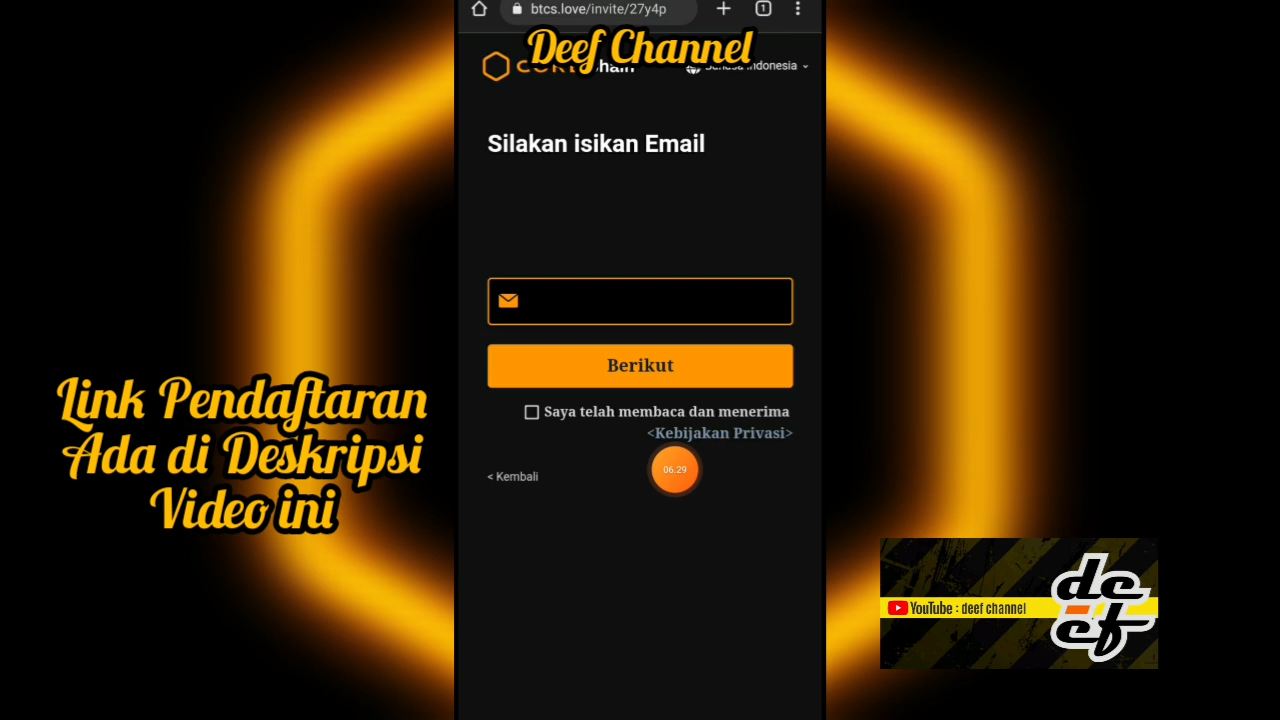 btcs.love/invite/27y4p
1
Deef Channel
Silakan isikan Email
Berikut
Saya telah membaca dan menerima
<Kebijakan Privasi>
06.29
< Kembali
Link Pendaftaran
Ada di Deskripsi
Video ini
YouTube : deef channel
deef